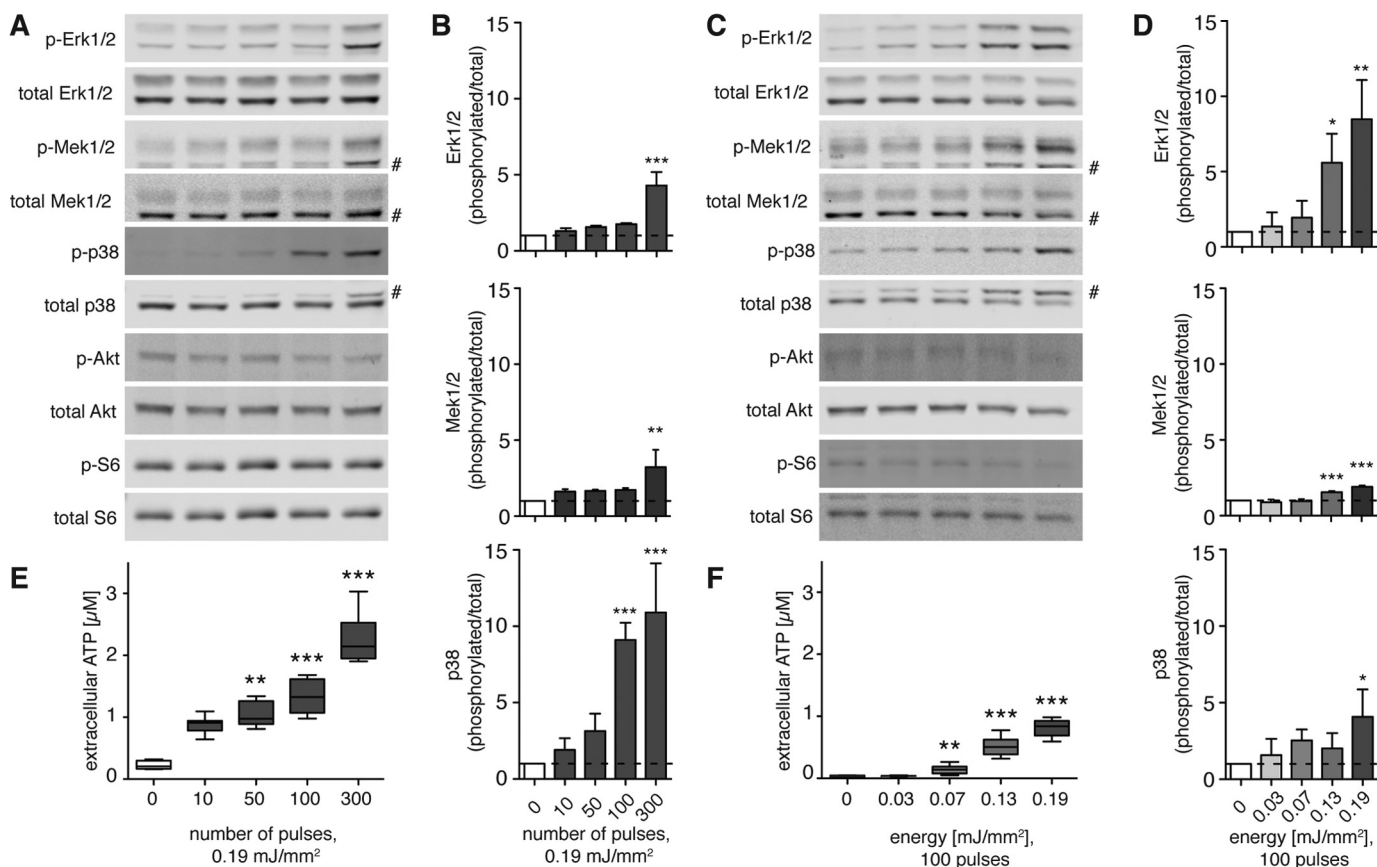 A
p-Erk1/2
total Erk1/2
p-Mek1/2
#
total Mek1/2
#
p-p38
total p38
#
p-Akt
total Akt
p-S6
total S6
B
Erk1/2
(phosphorylated/total)
15
10
5
0
***
Mek1/2
(phosphorylated/total)
15
10
5
0
**
p38
(phosphorylated/total)
15
10
5
0
***
***
0
10
50
100
300
number of pulses,
0.19 mJ/mm²
C
p-Erk1/2
total Erk1/2
p-Mek1/2
#
total Mek1/2
#
p-p38
total p38
#
p-Akt
total Akt
p-S6
total S6
D
Erk1/2
(phosphorylated/total)
15
10
5
0
*
**
Mek1/2
(phosphorylated/total)
15
10
5
0
***
***
p38
(phosphorylated/total)
15
10
5
0
*
0
0.03
0.07
0.13
0.19
energy [mJ/mm²],
100 pulses
E
extracellular ATP [µM]
3
2
1
0
**
***
***
0
10
50
100
300
number of pulses,
0.19 mJ/mm²
F
extracellular ATP [µM]
3
2
1
0
**
***
***
0
0.03
0.07
0.13
0.19
energy [mJ/mm²],
100 pulses